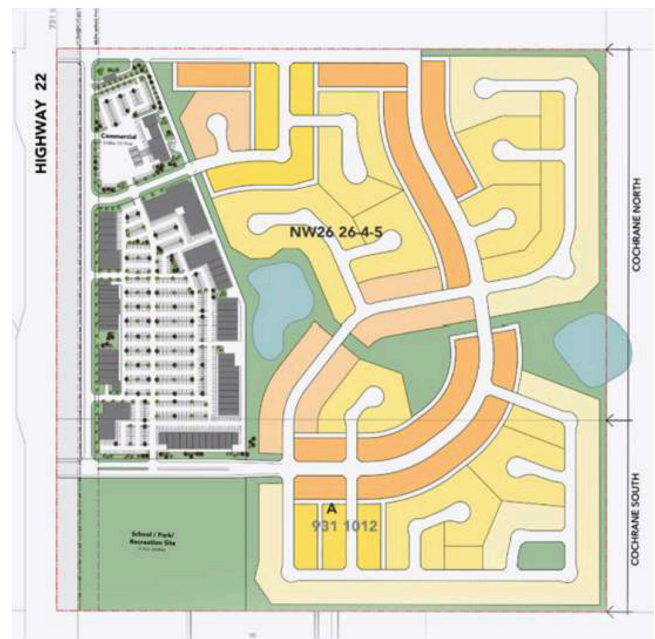 HIGHWAY 22
Commercial
NW26 26-4-5
COCHRANE NORTH
A
931 1012
School / Park/
Recreation Site
COCHRANE SOUTH